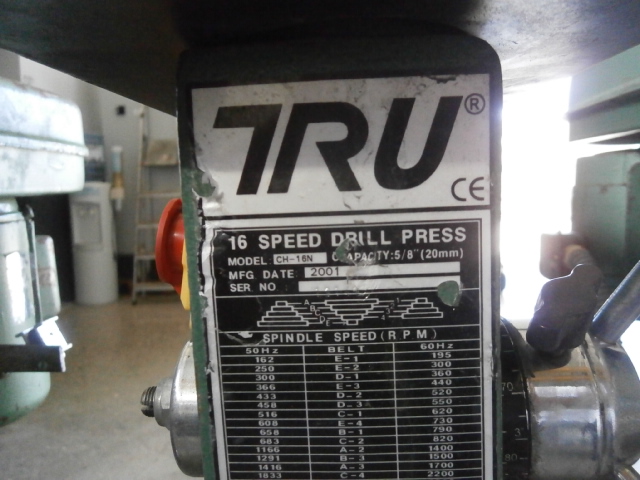 TRU ®
CE
16 SPEED DRILL PRESS
MODEL: CH-16N CAPACITY: 5/8" (20mm)
MFG DATE: 2001
SER NO
SPINDLE SPEED (RPM)
50Hz BELT 60Hz
162 E-1 195
250 E-2 300
300 D-1 360
366 E-3 440
433 D-2 520
458 D-3 550
516 C-1 620
608 E-4 730
658 B-1 790
683 C-2 820
1166 A-2 1400
1291 B-3 1500
1416 A-3 1700
1833 C-4 2200